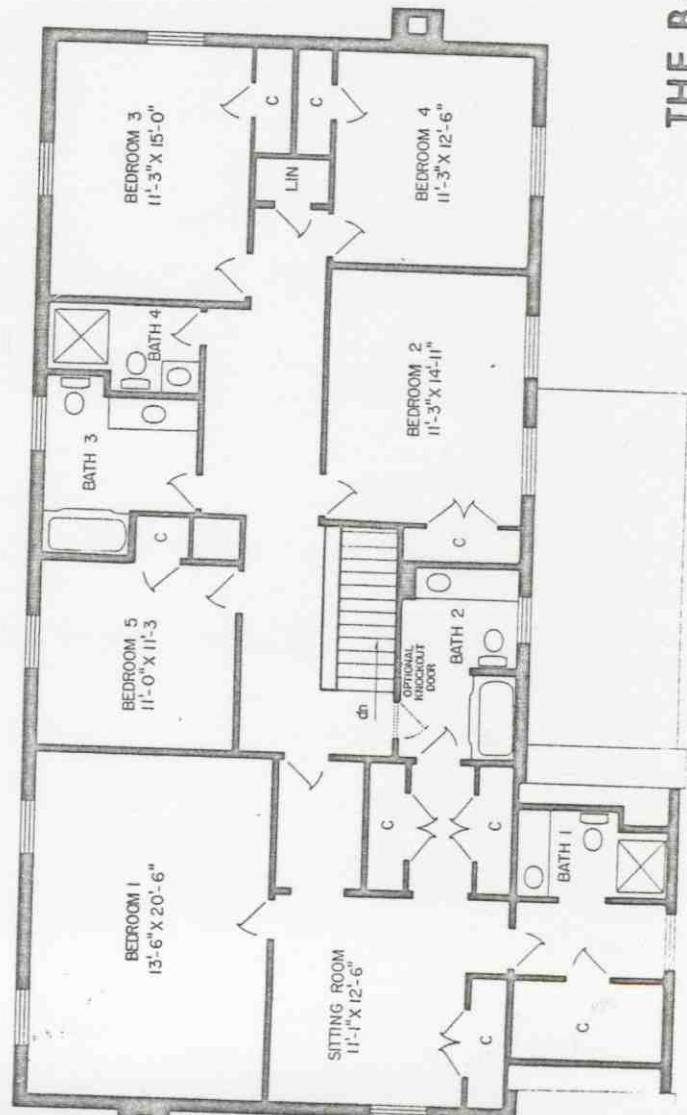 THE B
BEDROOM 3
11'-3" X 15'-0"
C
C
LIN
BEDROOM 4
11'-3" X 12'-6"
BATH 4
BATH 3
BEDROOM 2
11'-3" X 14'-11"
C
C
BEDROOM 5
11'-0" X 11'-3
dn
OPTIONAL
KNOCKOUT
DOOR
BATH 2
BEDROOM 1
13'-6" X 20'-6"
C
C
BATH 1
SITTING ROOM
11'-1" X 12'-6"
C
C